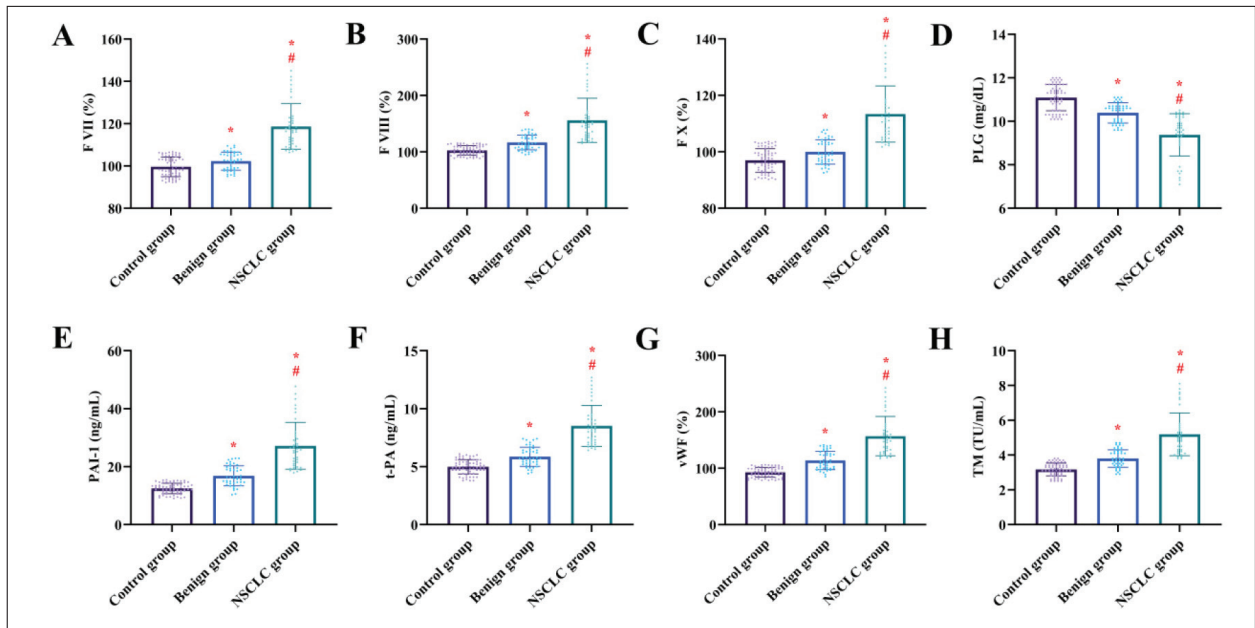 A
F VII (%)
160
140
120
100
80
*
*
#
Control group
Benign group
NSCLC group
B
F VIII (%)
300
200
100
0
*
*
#
Control group
Benign group
NSCLC group
C
F X (%)
140
120
100
80
*
*
#
Control group
Benign group
NSCLC group
D
PLG (mg/dL)
14
12
10
8
6
*
*
#
Control group
Benign group
NSCLC group
E
PAI-1 (ng/mL)
60
40
20
0
*
*
#
Control group
Benign group
NSCLC group
F
t-PA (ng/mL)
15
10
5
0
*
*
#
Control group
Benign group
NSCLC group
G
vWF (%)
300
200
100
0
*
*
#
Control group
Benign group
NSCLC group
H
TM (TU/mL)
10
8
6
4
2
0
*
*
#
Control group
Benign group
NSCLC group